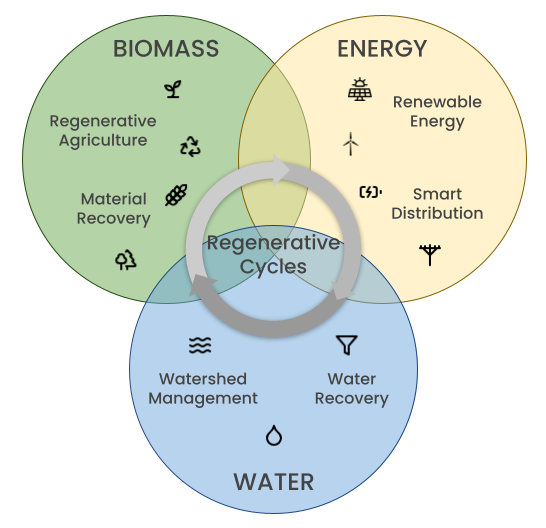 BIOMASS
ENERGY
Regenerative
Agriculture
Renewable
Energy
Material
Recovery
Smart
Distribution
Regenerative
Cycles
Watershed
Management
Water
Recovery
WATER